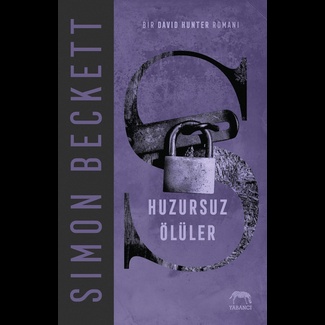 SIMON BECKETT
BİR DAVID HUNTER ROMANI
S
HUZURSUZ
ÖLÜLER
YABANCI